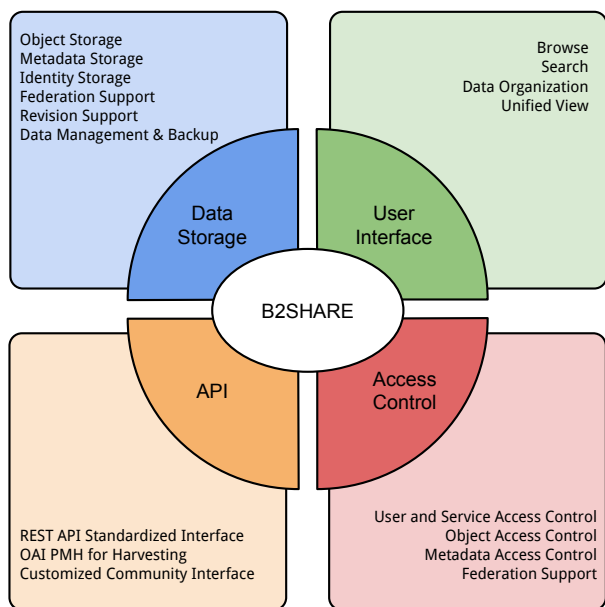 Object Storage
Metadata Storage
Identity Storage
Federation Support
Revision Support
Data Management & Backup
Browse
Search
Data Organization
Unified View
Data
Storage
User
Interface
B2SHARE
API
Access
Control
REST API Standardized Interface
OAI PMH for Harvesting
Customized Community Interface
User and Service Access Control
Object Access Control
Metadata Access Control
Federation Support